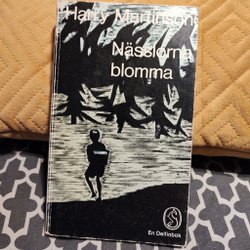 Harry Martinson
Nässlorna
blomma
En Delfinbok